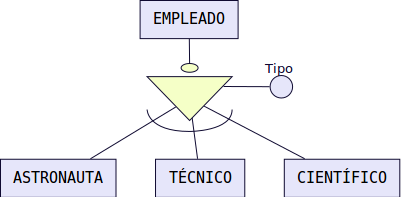 EMPLEADO
Tipo
ASTRONAUTA
TÉCNICO
CIENTÍFICO